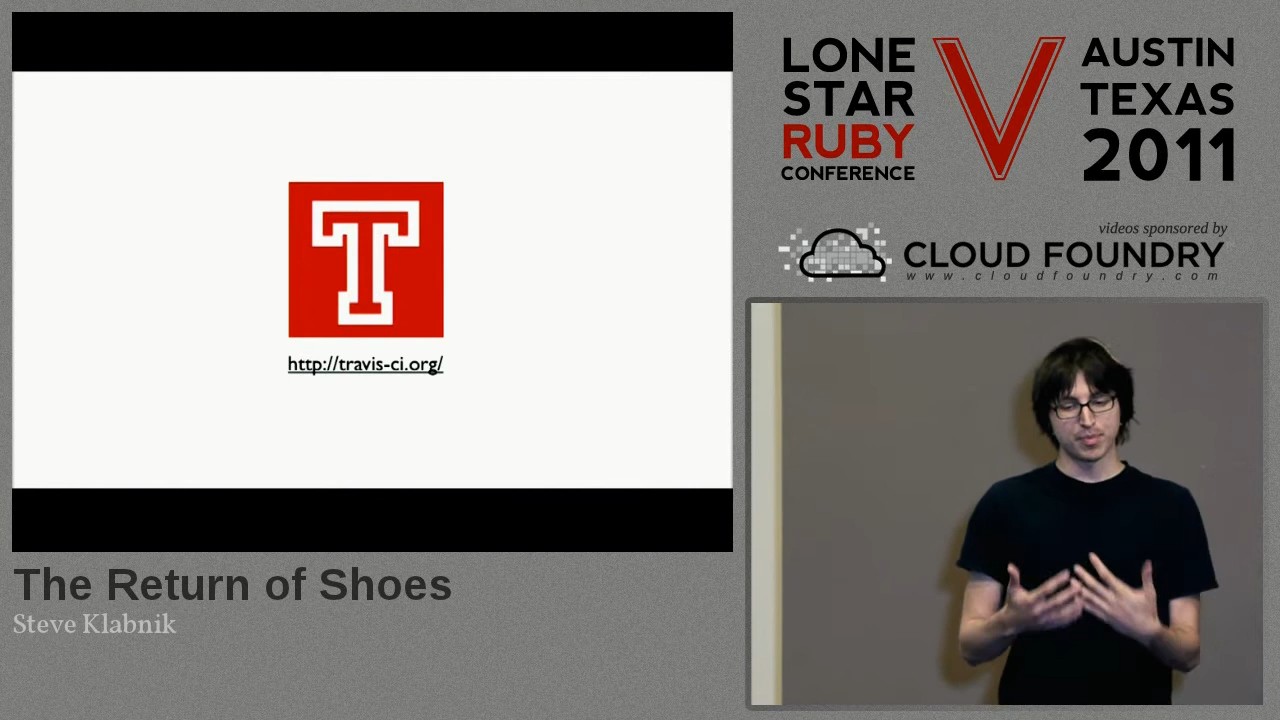 T
http://travis-ci.org/
The Return of Shoes
Steve Klabnik
LONE
STAR
RUBY
CONFERENCE
V
AUSTIN
TEXAS
2011
videos sponsored by
CLOUD FOUNDRY
www.cloudfoundry.com